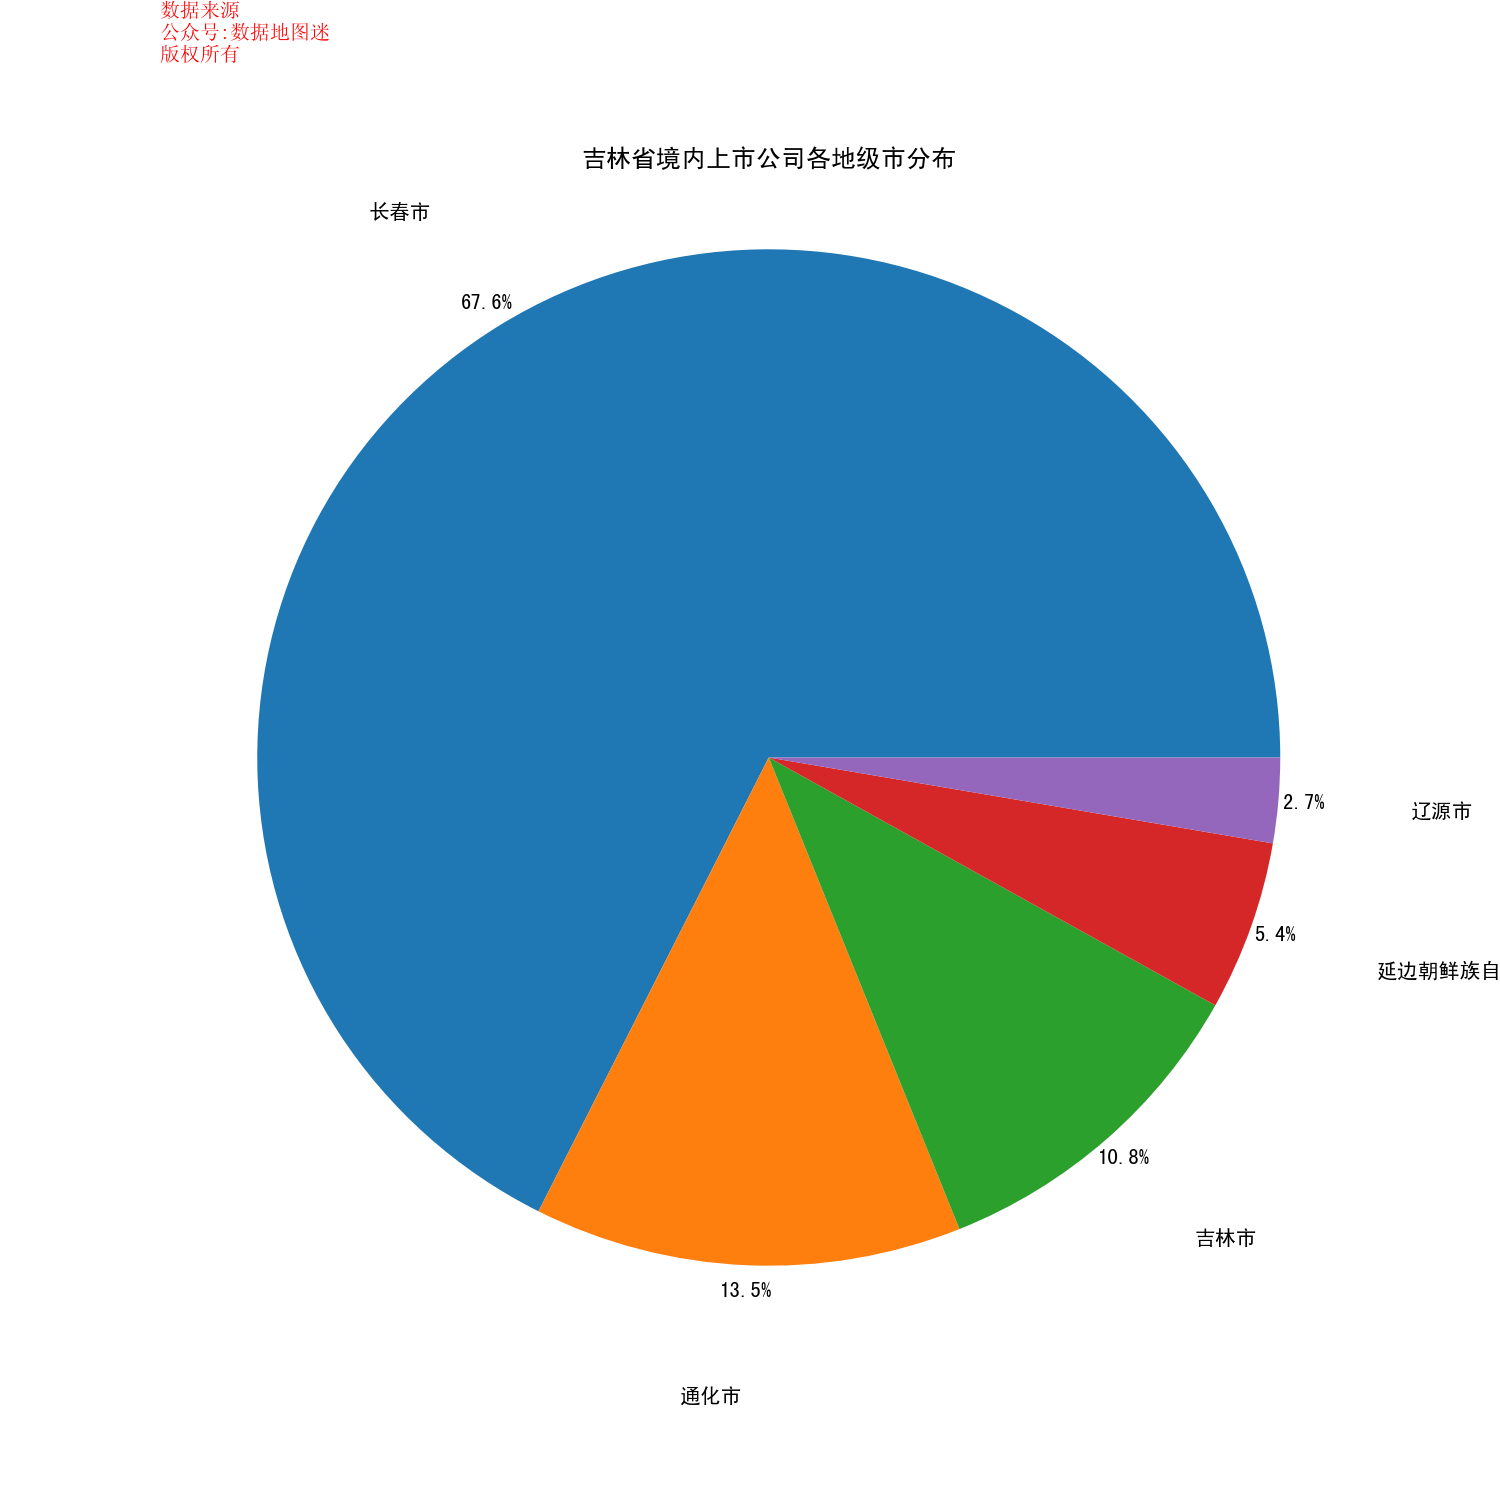 数据来源
公众号:数据地图迷
版权所有
吉林省境内上市公司各地级市分布
长春市
67.6%
2.7%
辽源市
5.4%
延边朝鲜族自
10.8%
吉林市
13.5%
通化市